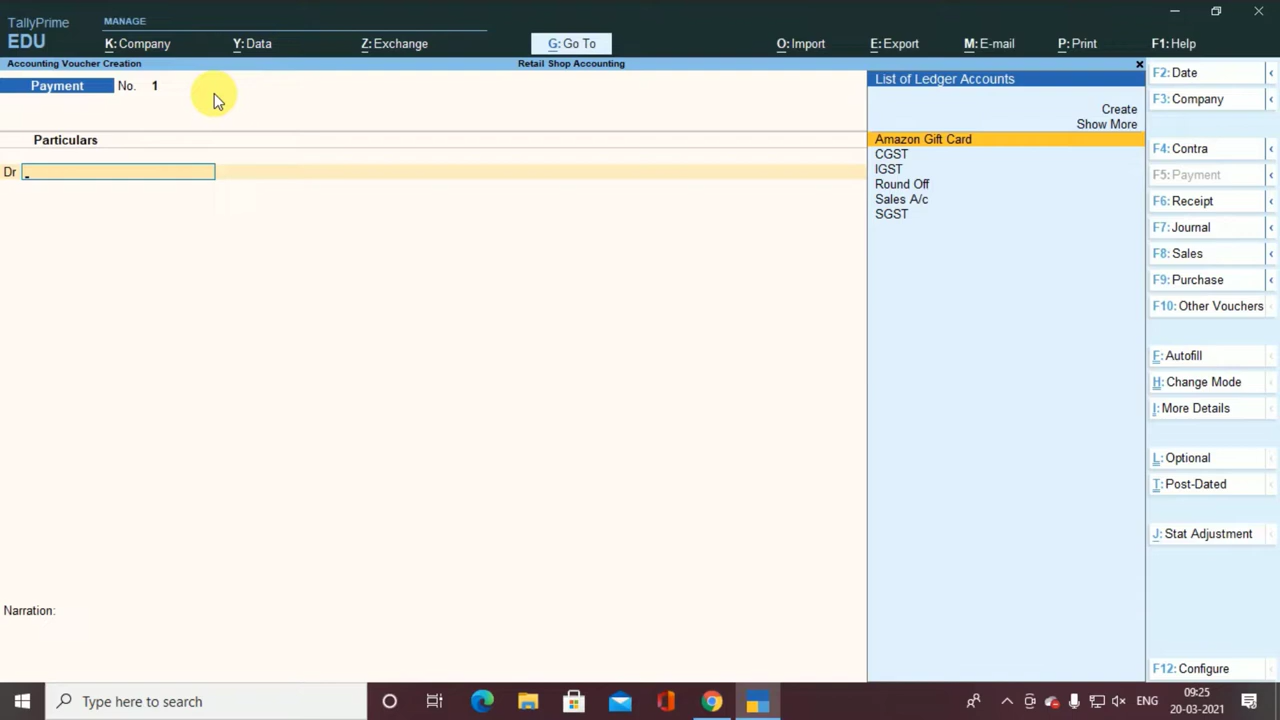 TallyPrime
EDU
MANAGE
K: Company
Y: Data
Z: Exchange
G: Go To
O: Import
E: Export
M: E-mail
P: Print
F1: Help
Accounting Voucher Creation
Retail Shop Accounting
Payment No. 1
Particulars
Dr
Narration:
List of Ledger Accounts
Create
Show More
Amazon Gift Card
CGST
IGST
Round Off
Sales A/c
SGST
F2: Date
F3: Company
F4: Contra
F5: Payment
F6: Receipt
F7: Journal
F8: Sales
F9: Purchase
F10: Other Vouchers
F: Autofill
H: Change Mode
I: More Details
L: Optional
T: Post-Dated
J: Stat Adjustment
F12: Configure
Type here to search
ENG
09:25
20-03-2021